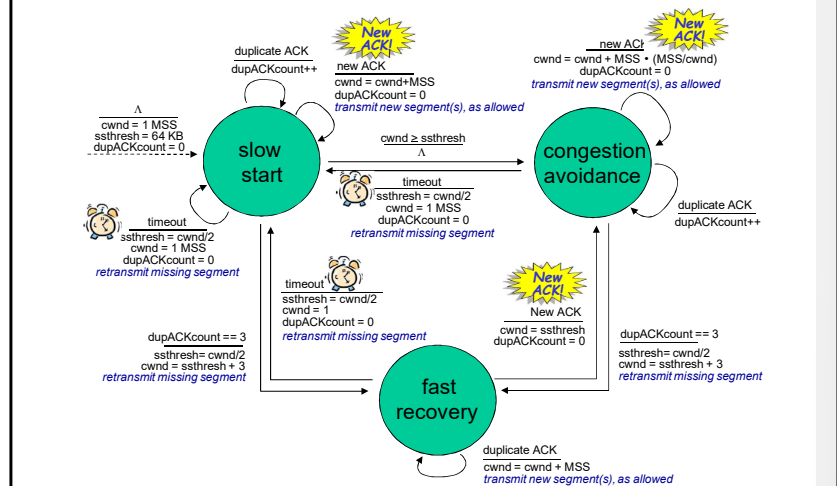 duplicate ACK
dupACKcount++
New
ACK!
new ACK
cwnd = cwnd+MSS
dupACKcount = 0
transmit new segment(s), as allowed
New
ACK!
new ACK
cwnd = cwnd + MSS • (MSS/cwnd)
dupACKcount = 0
transmit new segment(s), as allowed
Λ
cwnd = 1 MSS
ssthresh = 64 KB
dupACKcount = 0
slow
start
cwnd ≥ ssthresh
Λ
congestion
avoidance
timeout
ssthresh = cwnd/2
cwnd = 1 MSS
dupACKcount = 0
retransmit missing segment
duplicate ACK
dupACKcount++
timeout
ssthresh = cwnd/2
cwnd = 1 MSS
dupACKcount = 0
retransmit missing segment
timeout
ssthresh = cwnd/2
cwnd = 1
dupACKcount = 0
retransmit missing segment
New
ACK!
New ACK
cwnd = ssthresh
dupACKcount = 0
dupACKcount == 3
ssthresh= cwnd/2
cwnd = ssthresh + 3
retransmit missing segment
dupACKcount == 3
ssthresh= cwnd/2
cwnd = ssthresh + 3
retransmit missing segment
fast
recovery
duplicate ACK
cwnd = cwnd + MSS
transmit new segment(s), as allowed